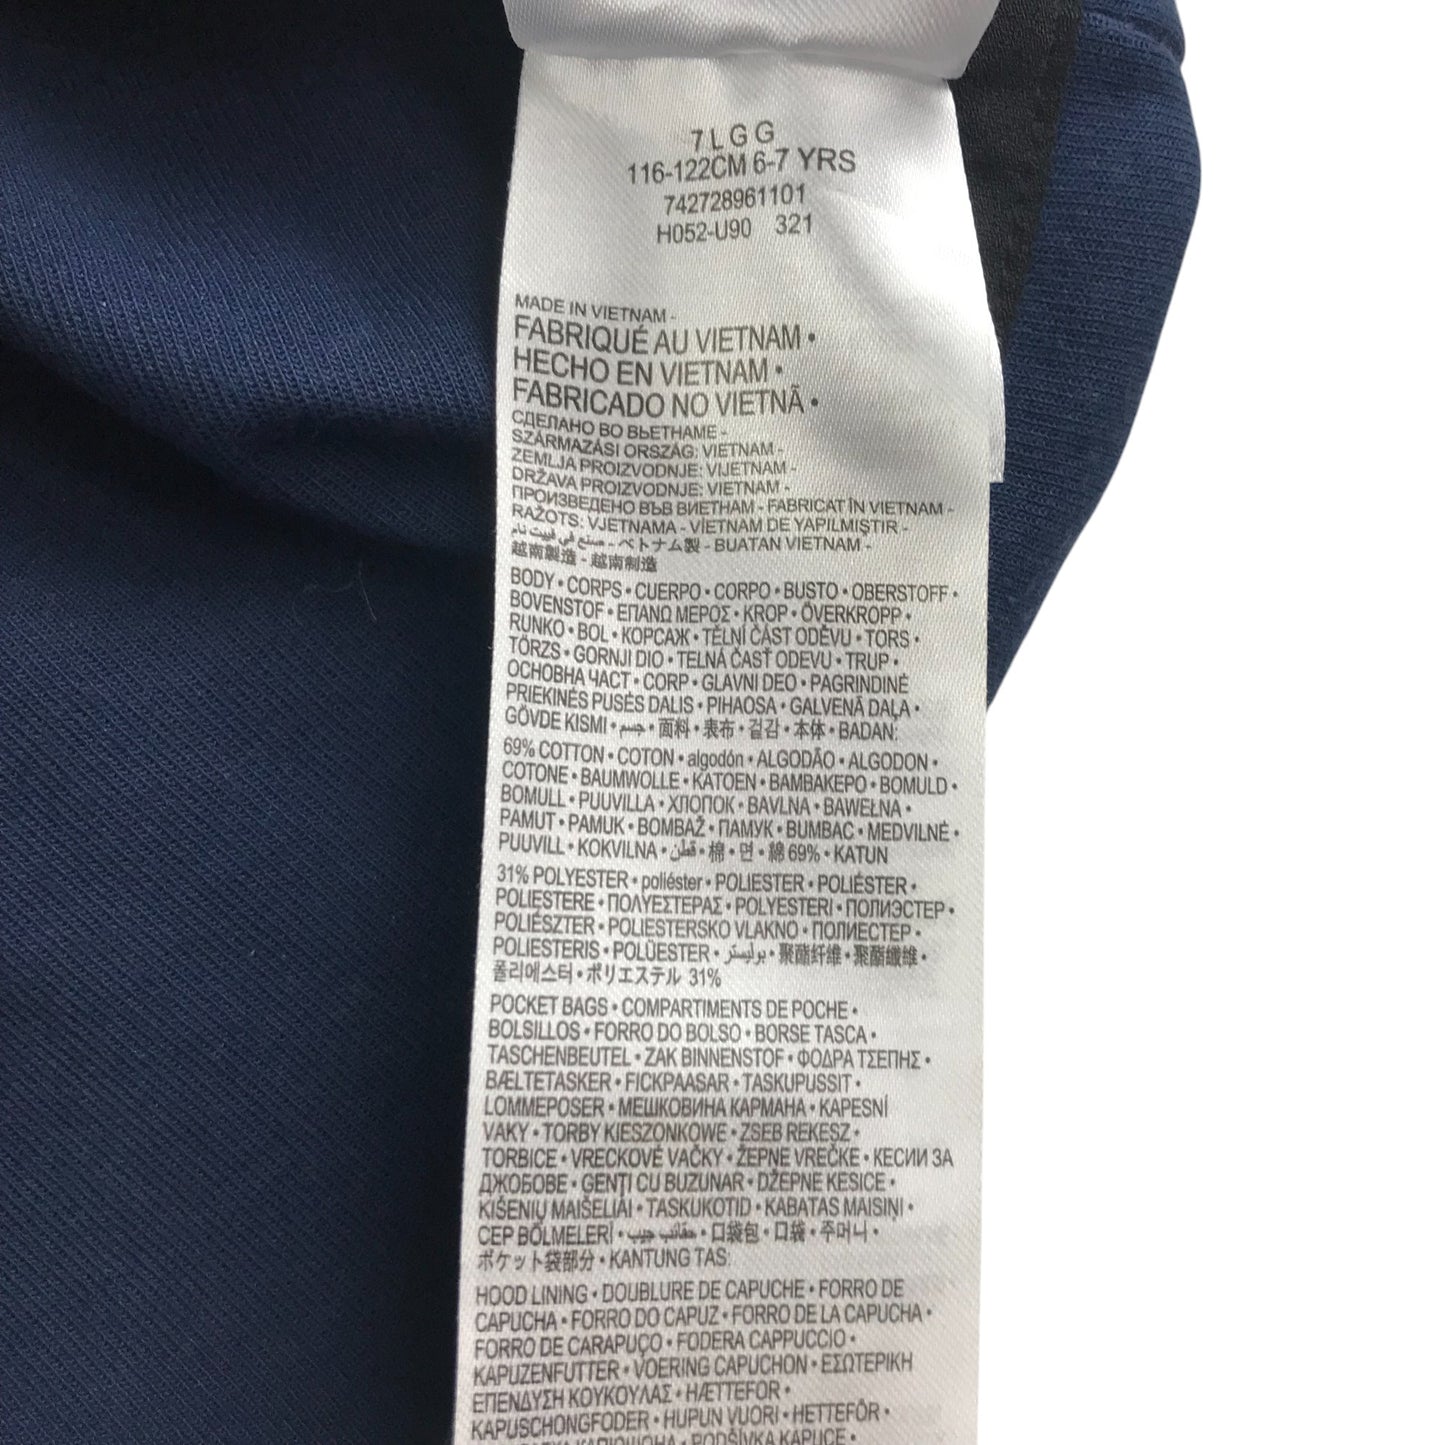 7 L G G
116-122CM 6-7 YRS
742728961101
H052-U90 321
MADE IN VIETNAM -
FABRIQUÉ AU VIETNAM •
HECHO EN VIETNAM •
FABRICADO NO VIETNÃ •
СДЕЛАНО ВО ВЬЕТНАМЕ -
SZÁRMAZÁSI ORSZÁG: VIETNAM -
ZEMLJA PROIZVODNJE: VIJETNAM -
DRŽAVA PROIZVODNJE: VIETNAM -
ПРОИЗВЕДЕНО ВЪВ ВИЕТНАМ - FABRICAT ÎN VIETNAM -
RAŽOTS: VJETNAMA - VİETNAM DE YAPILMIŞTIR -
صنع في فييت نام - ベトナム製 - BUATAN VIETNAM -
越南製造 - 越南制造
BODY • CORPS • CUERPO • CORPO • BUSTO • OBERSTOFF •
BOVENSTOF • ΕΠΑΝΩ ΜΕΡΟΣ • KROP • ÖVERKROPP •
RUNKO • BOL • КОРСАЖ • TĚLNÍ ČÁST ODĚVU • TORS •
TÖRZS • GORNJI DIO • TELNÁ ČASŤ ODEVU • TRUP •
ОСНОВНА ЧАСТ • CORP • GLAVNI DEO • PAGRINDINĖ
PRIEKINĖS PUSĖS DALIS • PIHAOSA • GALVENĀ DAĻA •
GÖVDE KISMI • جسم • 面料 • 表布 • 겉감 • 本体 • BADAN:
69% COTTON • COTON • algodón • ALGODÃO • ALGODON •
COTONE • BAUMWOLLE • KATOEN • ΒΑΜΒΑΚΕΡΟ • BOMULD •
BOMULL • PUUVILLA • ХЛОПОК • BAVLNA • BAWEŁNA •
PAMUT • PAMUK • BOMBAŽ • ПАМУК • BUMBAC • MEDVILNĖ •
PUUVILL • KOKVILNA • قطن • 棉 • 면 • 綿 69% • KATUN
31% POLYESTER • poliéster • POLIESTER • POLIÉSTER •
POLIESTERE • ΠΟΛΥΕΣΤΕΡΑΣ • POLYESTERI • ПОЛИЭСТЕР •
POLIÉSZTER • POLIESTERSKO VLAKNO • ПОЛИЕСТЕР •
POLIESTERIS • POLÜESTER • بوليستر • 聚酯纤维 • 聚酯纖維 •
폴리에스터 • ポリエステル 31%
POCKET BAGS • COMPARTIMENTS DE POCHE •
BOLSILLOS • FORRO DO BOLSO • BORSE TASCA •
TASCHENBEUTEL • ZAK BINNENSTOF • ΦΟΔΡΑ ΤΣΕΠΗΣ •
BÆLTETASKER • FICKPAASAR • TASKUPUSSIT •
LOMMEPOSER • МЕШКОВИНА КАРМАНА • KAPESNÍ
VAKY • TORBY KIESZONKOWE • ZSEB REKESZ •
TORBICE • VRECKOVÉ VAČKY • ŽEPNE VREČKE • КЕСИИ ЗА
ДЖОБОВЕ • GENŢI CU BUZUNAR • DŽEPNE KESICE •
KIŠENIŲ MAIŠELIAI • TASKUKOTID • KABATAS MAISIŅI •
CEP BÖLMELERİ • حقائب جيب • 口袋包 • 口袋 • 주머니 •
ポケット袋部分 • KANTUNG TAS:
HOOD LINING • DOUBLURE DE CAPUCHE • FORRO DE
CAPUCHA • FORRO DO CAPUZ • FORRO DE LA CAPUCHA •
FORRO DE CARAPUÇO • FODERA CAPPUCCIO •
KAPUZENFUTTER • VOERING CAPUCHON • ΕΣΩΤΕΡΙΚΗ
ΕΠΕΝΔΥΣΗ ΚΟΥΚΟΥΛΑΣ • HÆTTEFOR •
KAPUSCHONGFODER • HUPUN VUORI • HETTEFÔR •
КАПЮШОНА • PODŠÍVKA KAPUCE •